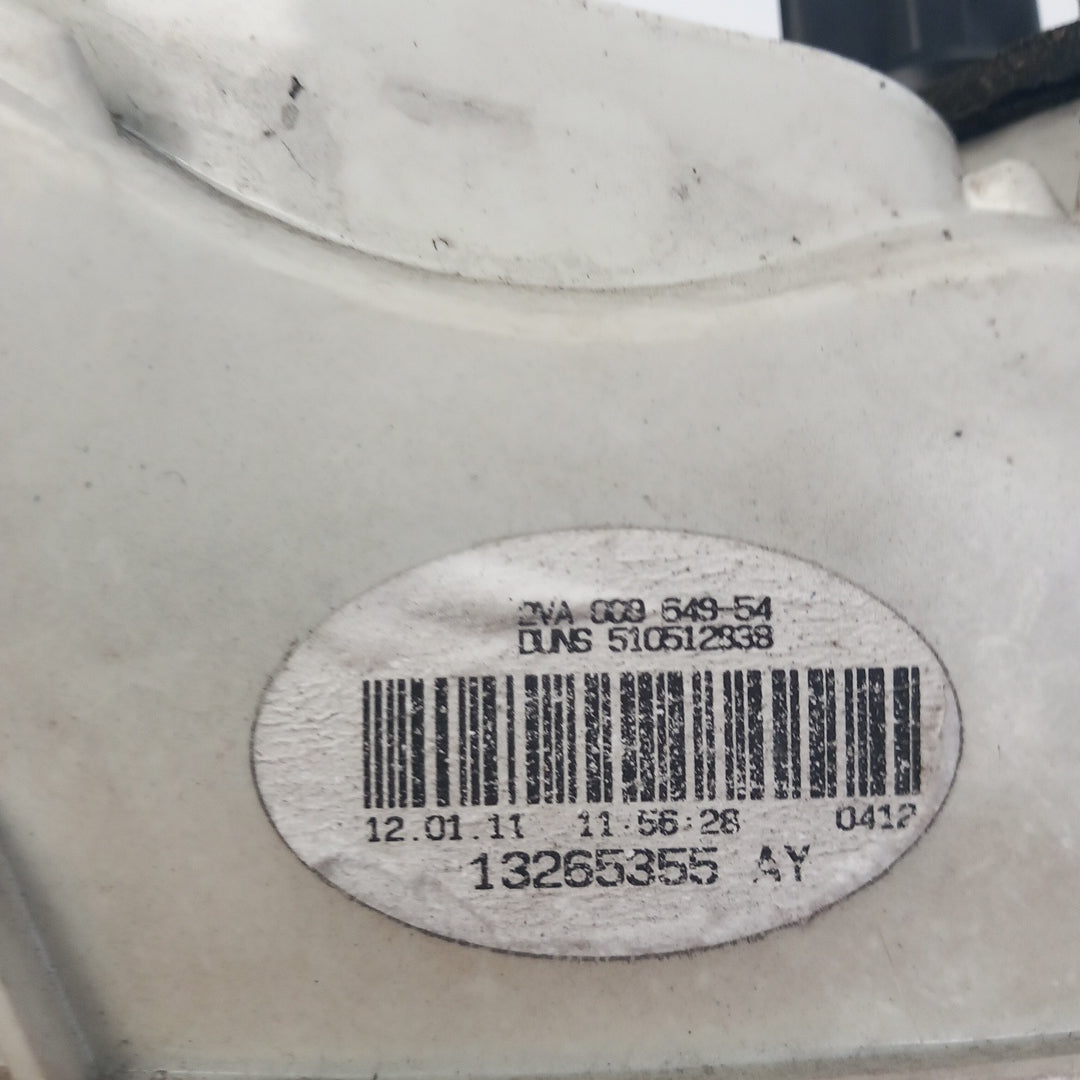 2VA 009 649-54
DUNS 510512938
12.01.11 11:56:28 0412
13265355 AY